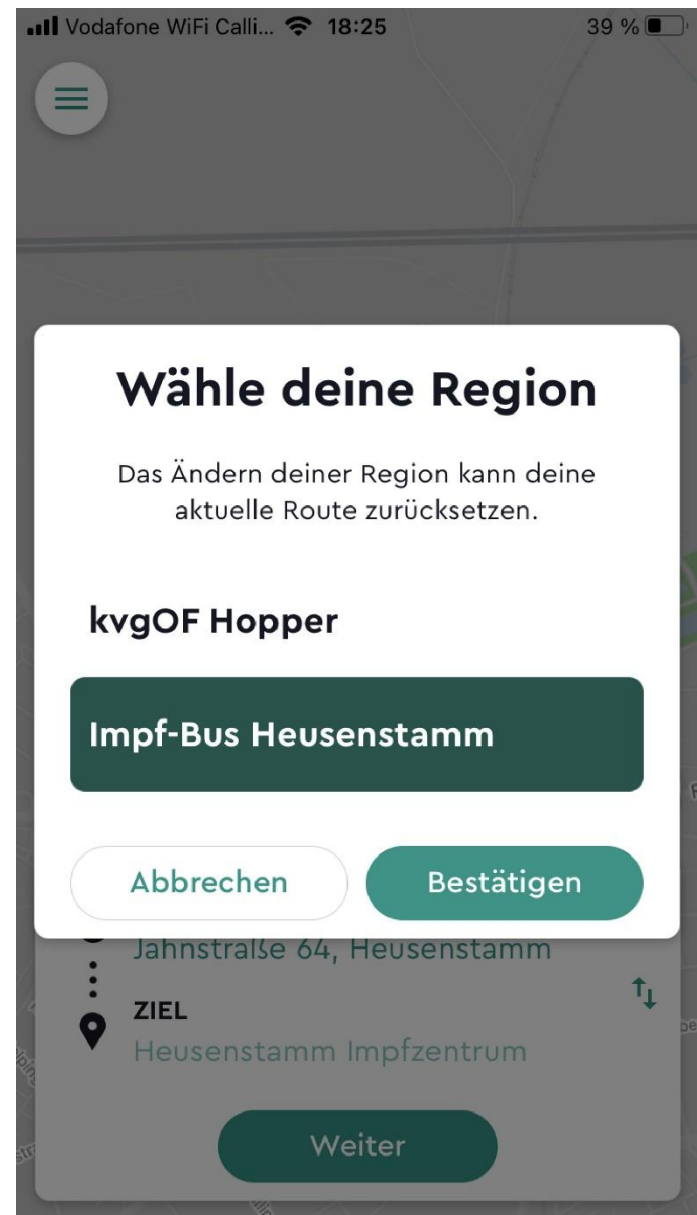 Vodafone WiFi Calli... 18:25 39 %
Wähle deine Region
Das Ändern deiner Region kann deine
aktuelle Route zurücksetzen.
kvgOF Hopper
Impf-Bus Heusenstamm
Abbrechen Bestätigen
Jahnstraße 64, Heusenstamm
ZIEL
Heusenstamm Impfzentrum
Weiter